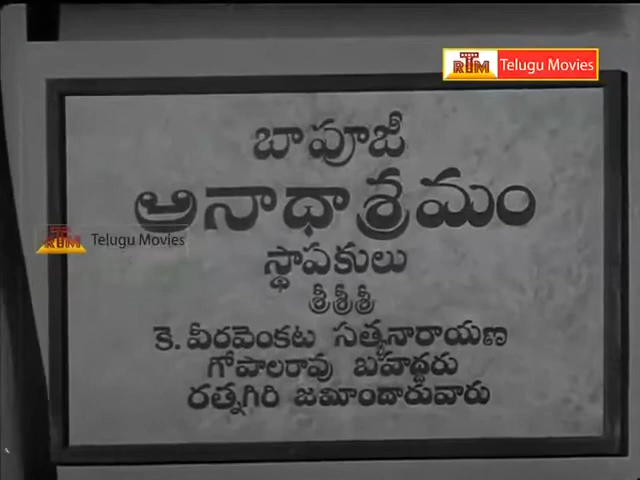 RTM Telugu Movies
బాపూజీ
అనాథాశ్రమం
RTM Telugu Movies
స్థాపకులు
శ్రీశ్రీశ్రీ
కె. వీరవెంకట సత్యనారాయణ
గోపాలరావు బహద్దరు
రత్నగిరి జమీందారువారు